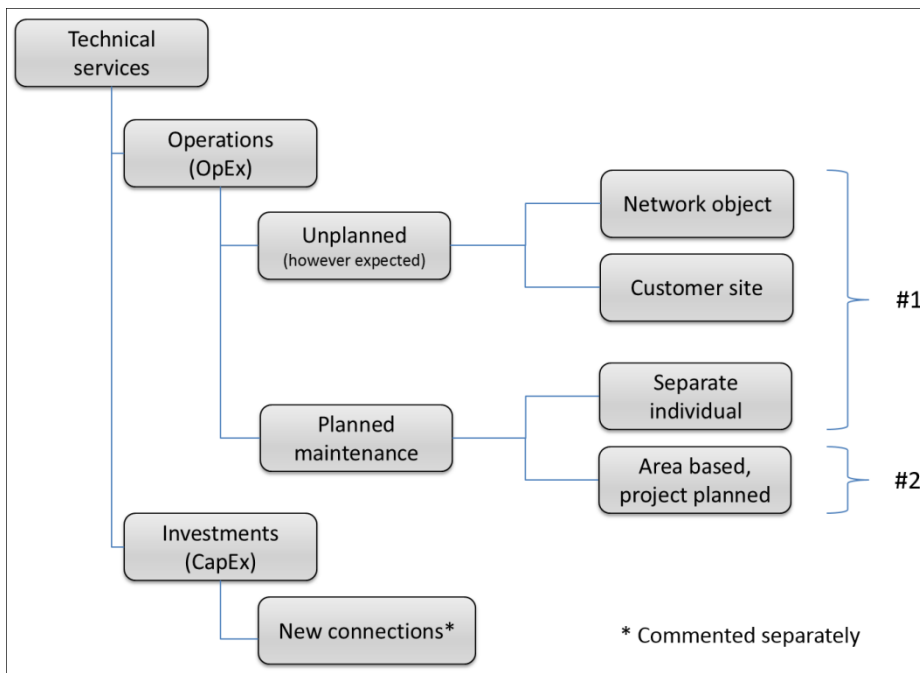 Technical
services
Operations
(OpEx)
Unplanned
(however expected)
Network object
Customer site
#1
Planned
maintenance
Separate
individual
Area based,
project planned
#2
Investments
(CapEx)
New connections*
* Commented separately